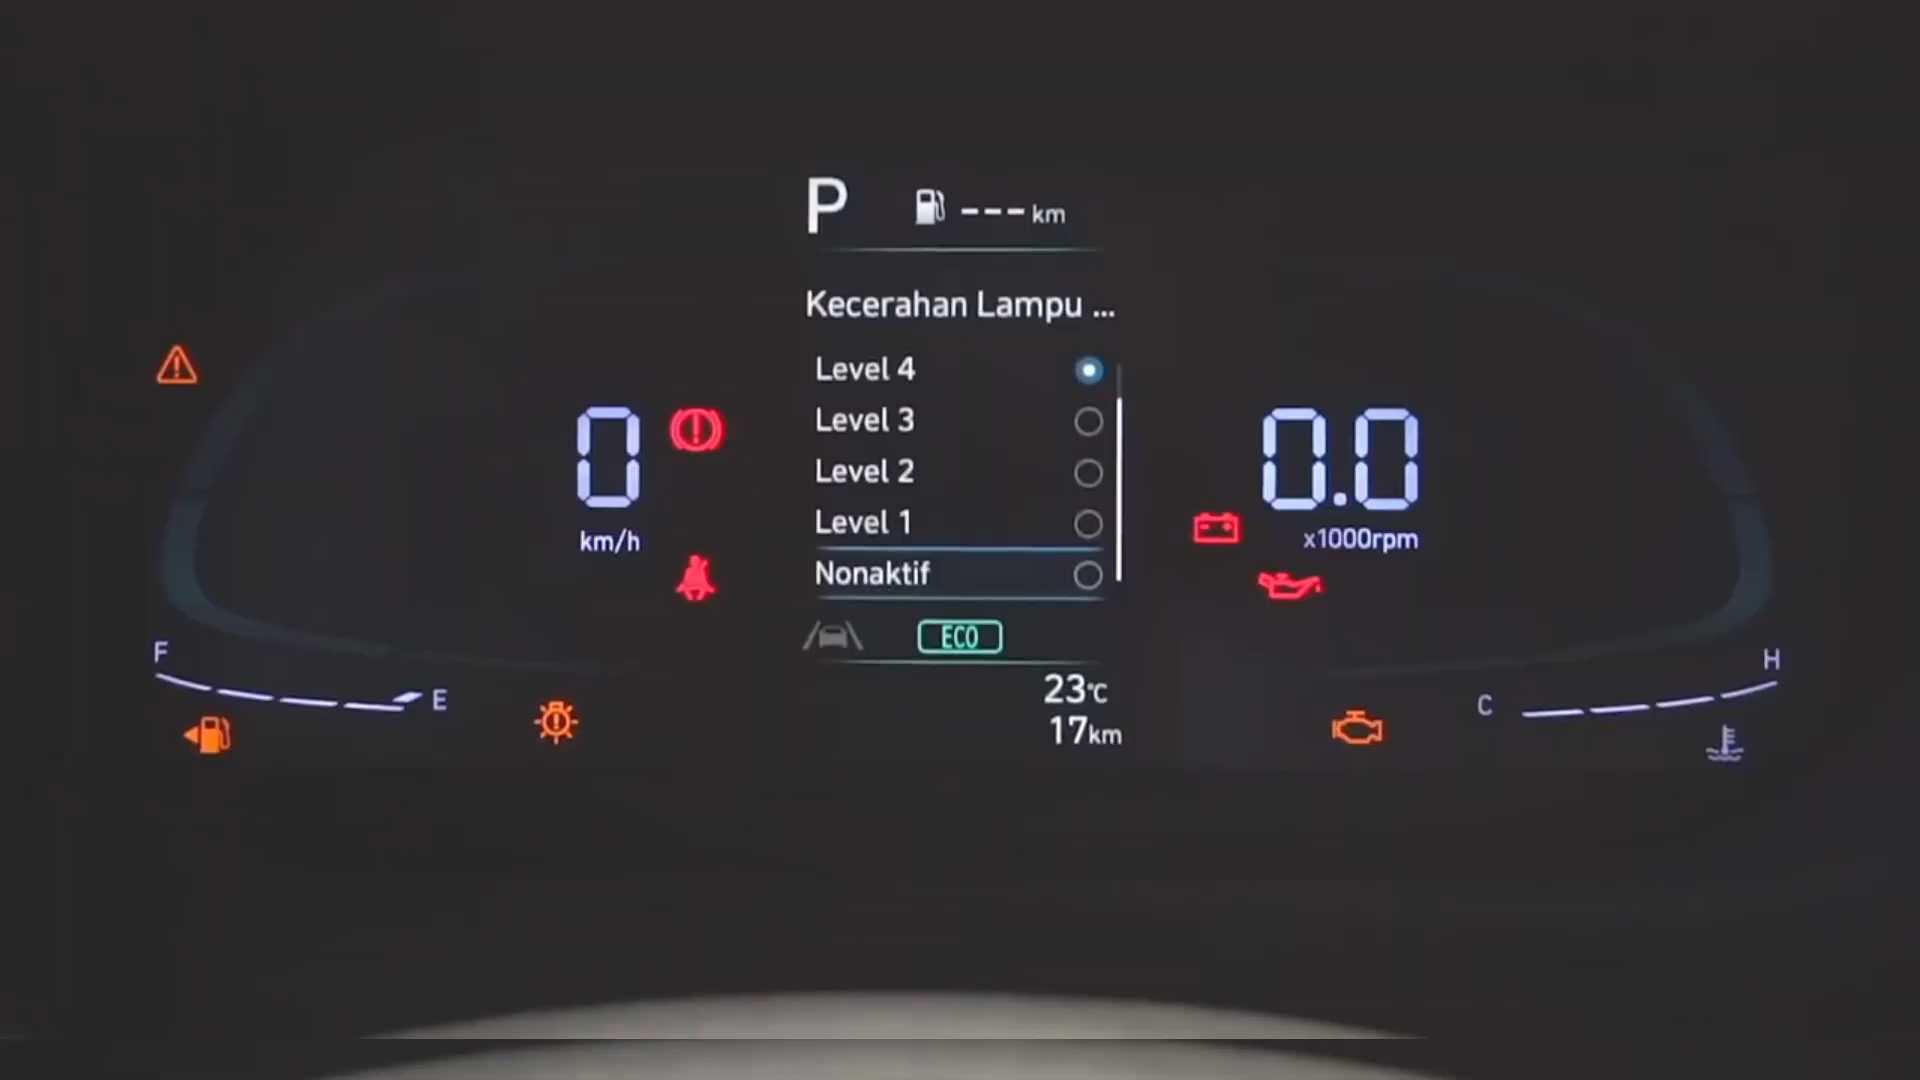 P --- km
Kecerahan Lampu ...
Level 4
Level 3
Level 2
Level 1
Nonaktif
0
km/h
0.0
x1000rpm
ECO
F
E
C
H
23°C
17km